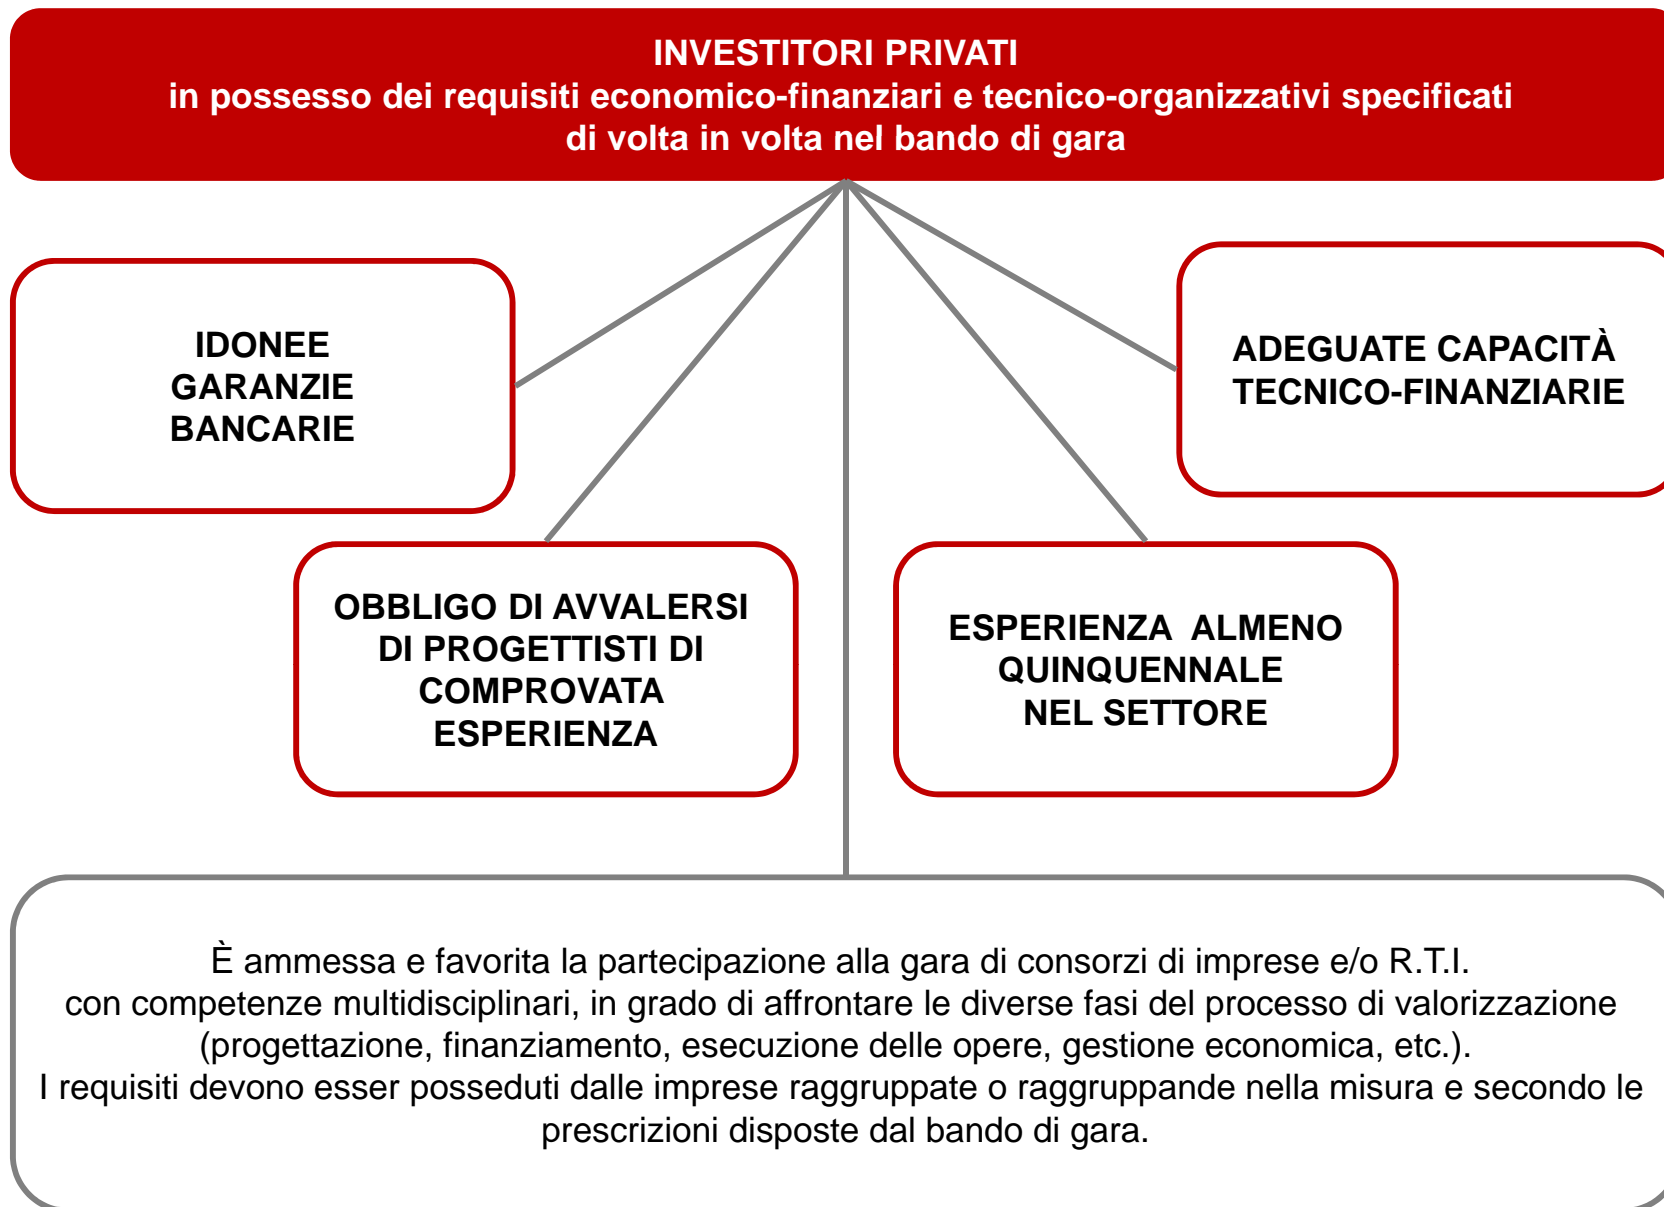 INVESTITORI PRIVATI
in possesso dei requisiti economico-finanziari e tecnico-organizzativi specificati
di volta in volta nel bando di gara
IDONEE
GARANZIE
BANCARIE
ADEGUATE CAPACITÀ
TECNICO-FINANZIARIE
OBBLIGO DI AVVALERSI
DI PROGETTISTI DI
COMPROVATA
ESPERIENZA
ESPERIENZA ALMENO
QUINQUENNALE
NEL SETTORE
È ammessa e favorita la partecipazione alla gara di consorzi di imprese e/o R.T.I.
con competenze multidisciplinari, in grado di affrontare le diverse fasi del processo di valorizzazione
(progettazione, finanziamento, esecuzione delle opere, gestione economica, etc.).
I requisiti devono esser posseduti dalle imprese raggruppate o raggruppande nella misura e secondo le
prescrizioni disposte dal bando di gara.